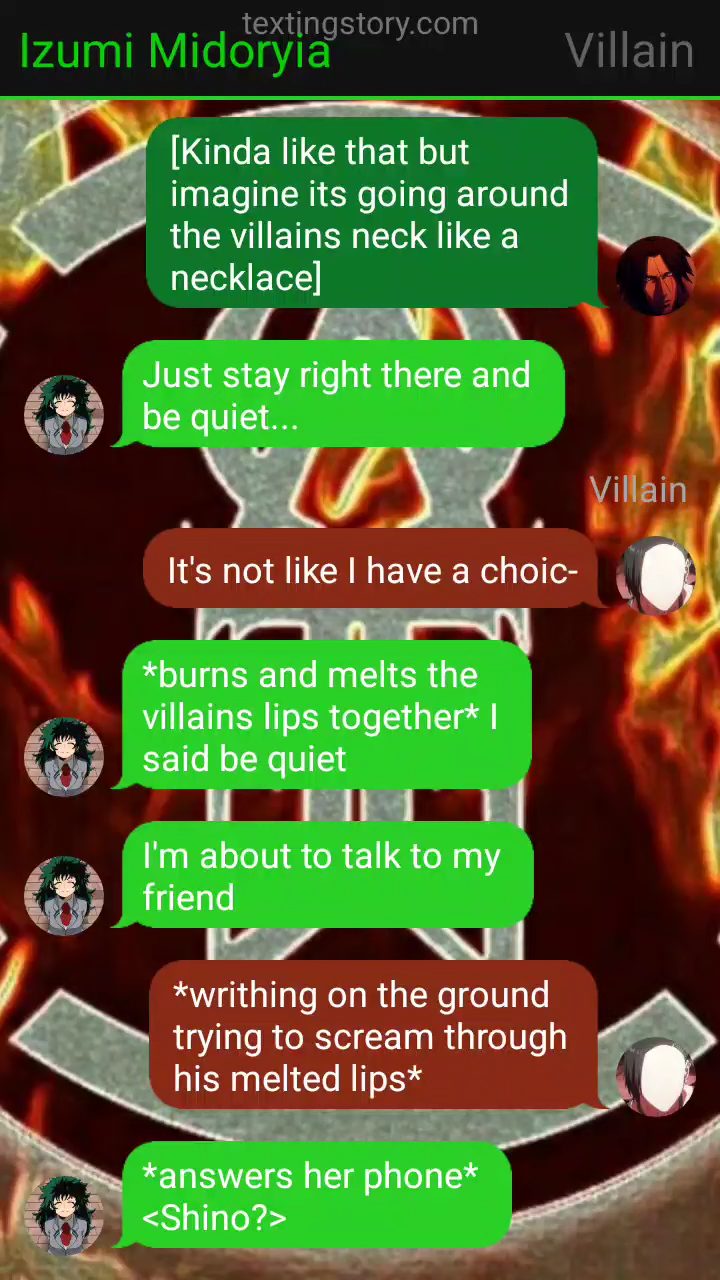 textingstory.com
Izumi Midoryia
Villain
[Kinda like that but
imagine its going around
the villains neck like a
necklace]
Just stay right there and
be quiet...
Villain
It's not like I have a choic-
*burns and melts the
villains lips together* I
said be quiet
I'm about to talk to my
friend
*writhing on the ground
trying to scream through
his melted lips*
*answers her phone*
<Shino?>